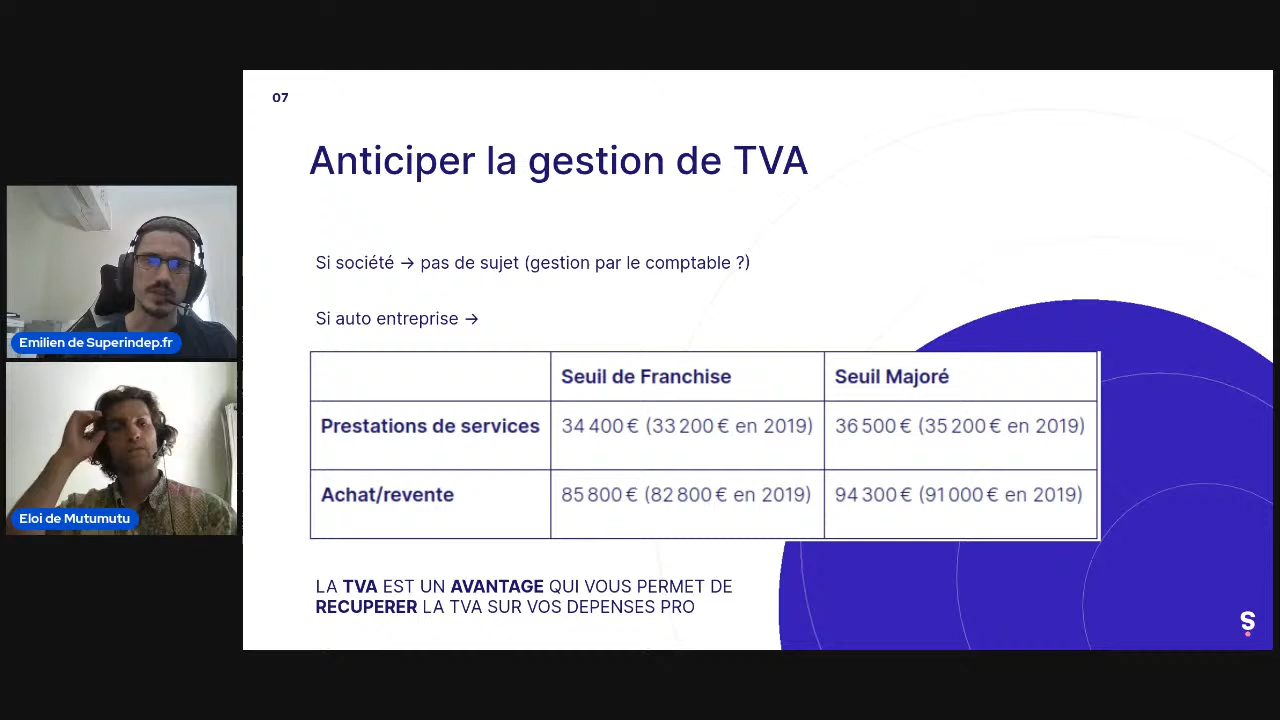 07
Anticiper la gestion de TVA
Si société → pas de sujet (gestion par le comptable ?)
Si auto entreprise →
Seuil de Franchise Seuil Majoré
Prestations de services 34 400 € (33 200 € en 2019) 36 500 € (35 200 € en 2019)
Achat/revente 85 800 € (82 800 € en 2019) 94 300 € (91 000 € en 2019)
LA TVA EST UN AVANTAGE QUI VOUS PERMET DE
RECUPERER LA TVA SUR VOS DEPENSES PRO
Emilien de Superindep.fr
Eloi de Mutumutu
S